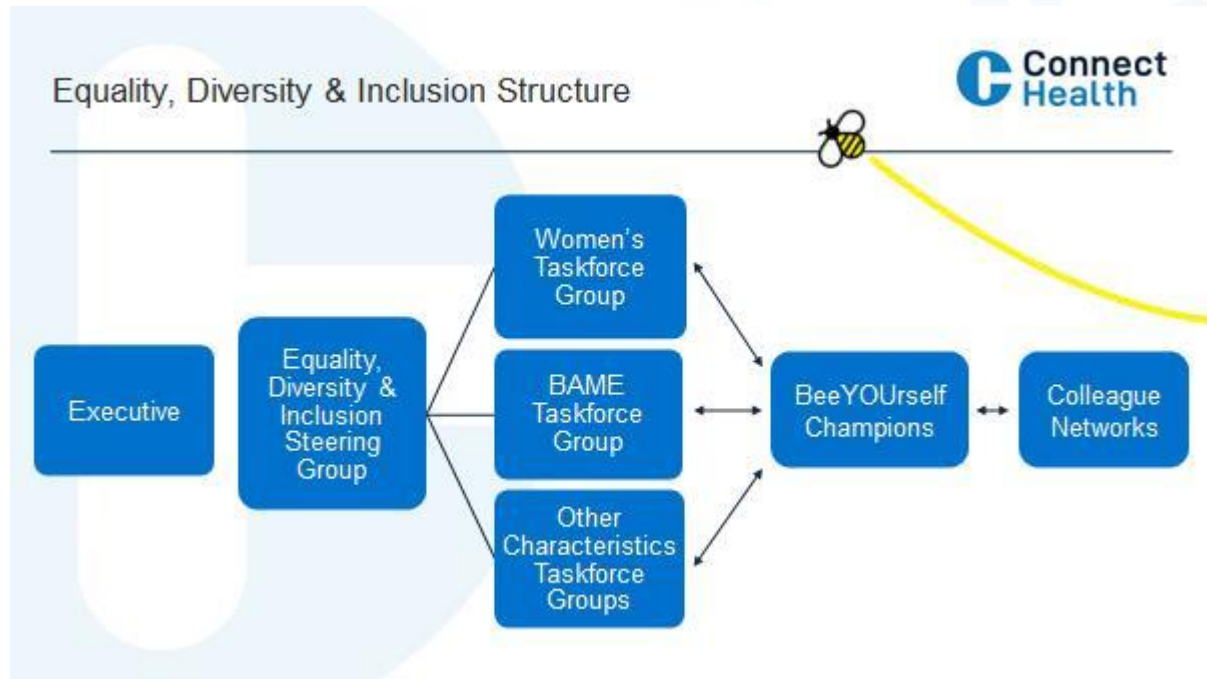 Equality, Diversity & Inclusion Structure
Connect
Health
Executive
Equality,
Diversity &
Inclusion
Steering
Group
Women's
Taskforce
Group
BAME
Taskforce
Group
Other
Characteristics
Taskforce
Groups
BeeYOUrself
Champions
Colleague
Networks